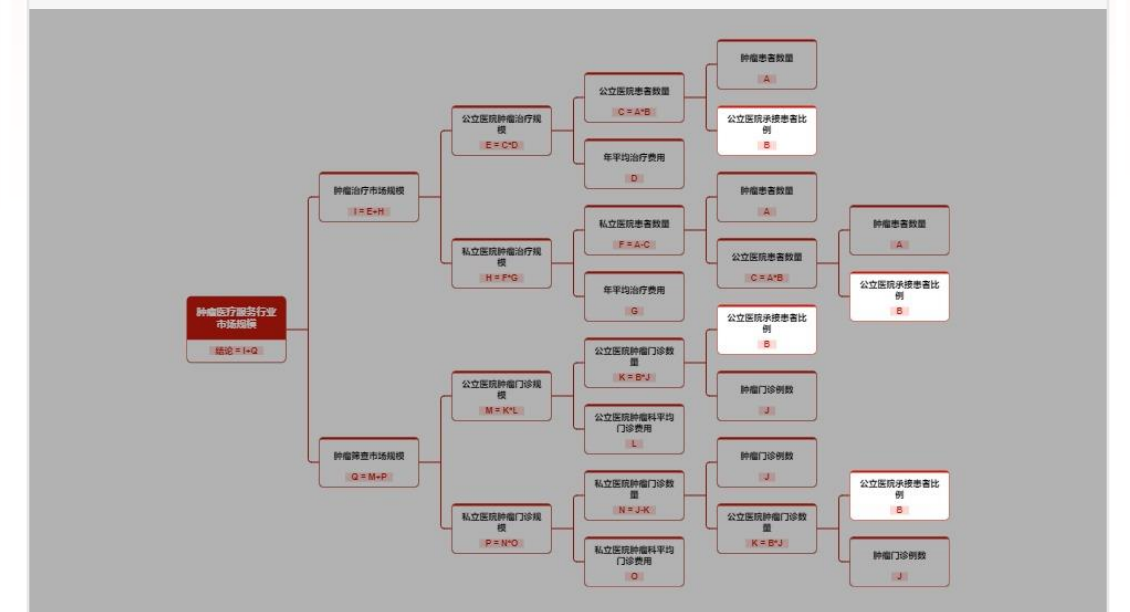 肿瘤医疗服务行业
市场规模
结论 = I+Q
肿瘤治疗市场规模
I = E+H
公立医院肿瘤治疗规
模
E = C*D
公立医院患者数量
C = A*B
肿瘤患者数量
A
公立医院承接患者比
例
B
年平均治疗费用
D
私立医院肿瘤治疗规
模
H = F*G
私立医院患者数量
F = A-C
肿瘤患者数量
A
公立医院患者数量
C = A*B
肿瘤患者数量
A
公立医院承接患者比
例
B
年平均治疗费用
G
肿瘤筛查市场规模
Q = M+P
公立医院肿瘤门诊规
模
M = K*L
公立医院肿瘤门诊数
量
K = B*J
公立医院承接患者比
例
B
肿瘤门诊例数
J
公立医院肿瘤科平均
门诊费用
L
私立医院肿瘤门诊规
模
P = N*O
私立医院肿瘤门诊数
量
N = J-K
肿瘤门诊例数
J
公立医院肿瘤门诊数
量
K = B*J
公立医院承接患者比
例
B
肿瘤门诊例数
J
私立医院肿瘤科平均
门诊费用
O